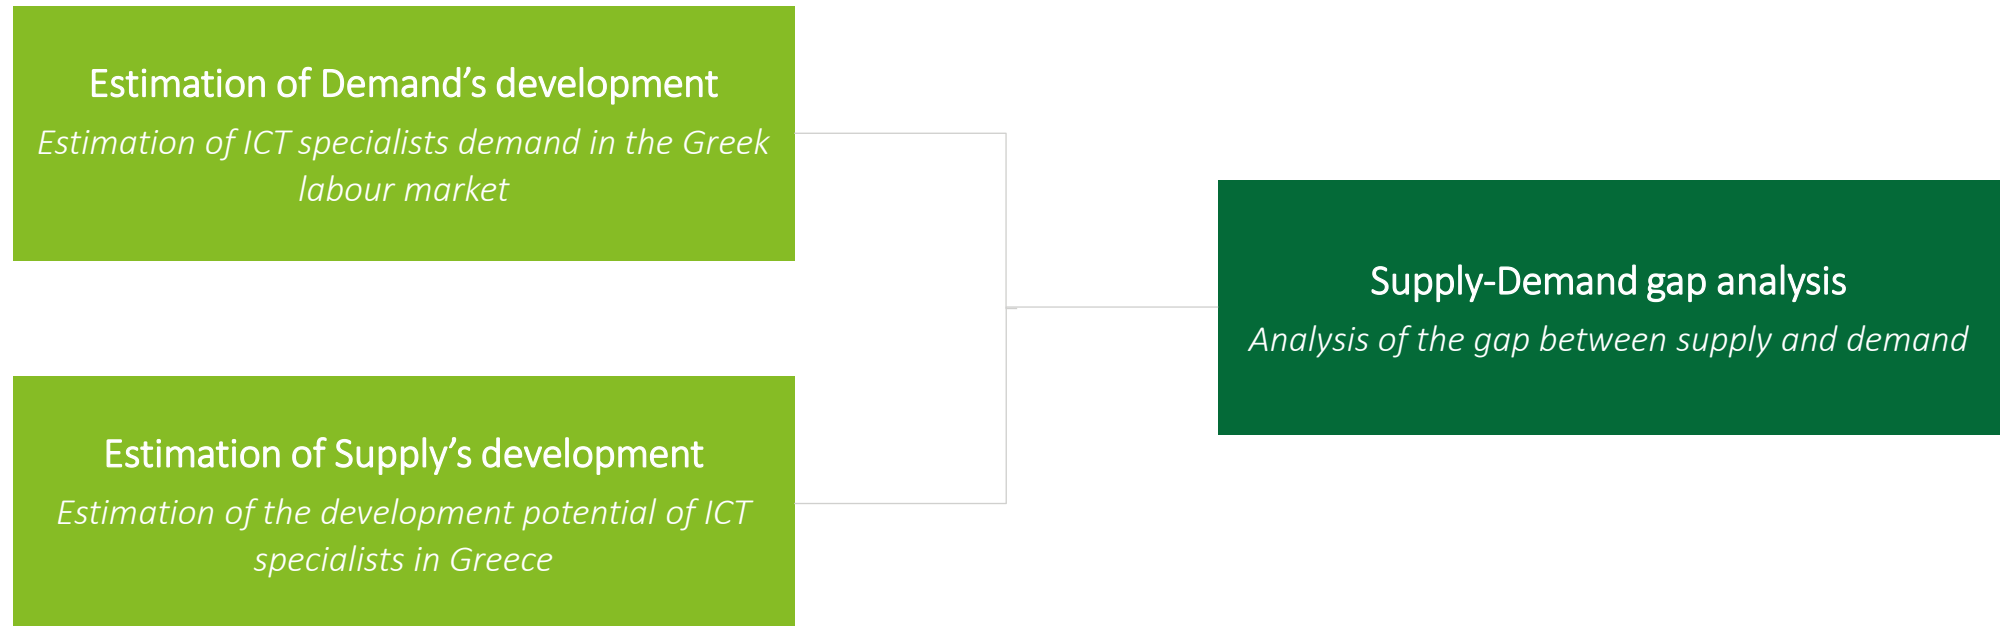 Estimation of Demand’s development
Estimation of ICT specialists demand in the Greek
labour market
Estimation of Supply’s development
Estimation of the development potential of ICT
specialists in Greece
Supply-Demand gap analysis
Analysis of the gap between supply and demand